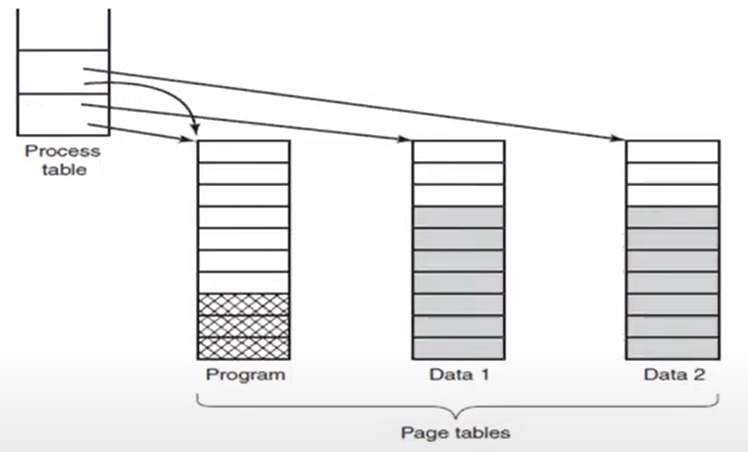 Process
table
Program
Data 1
Data 2
Page tables